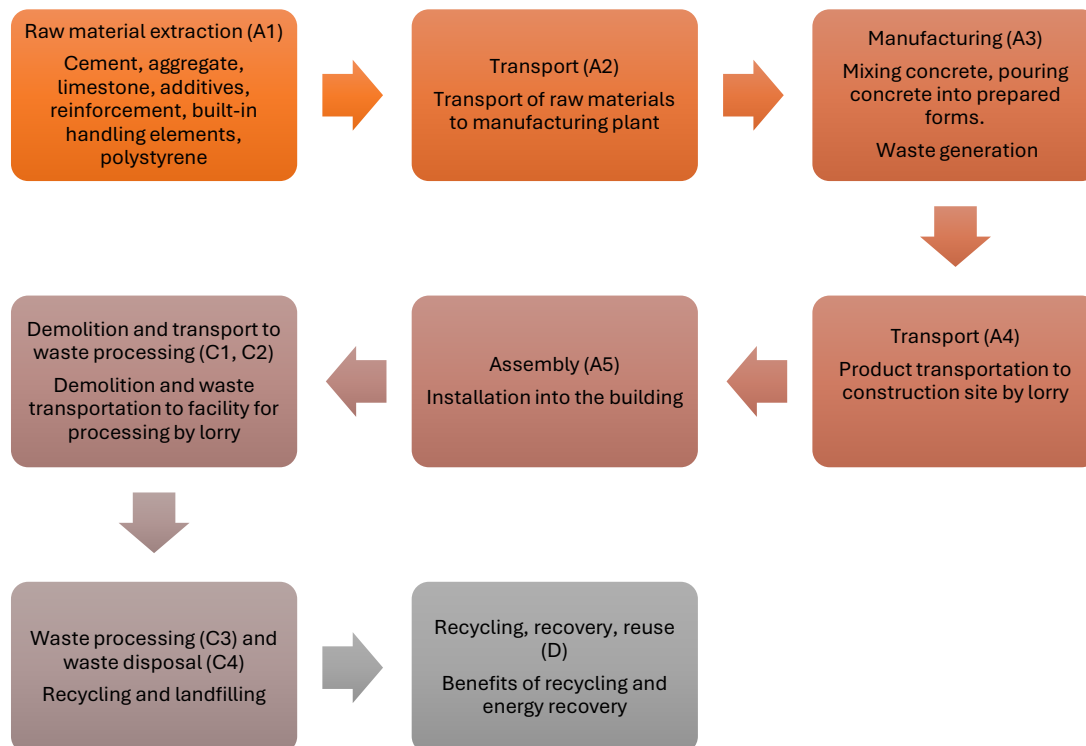 Raw material extraction (A1)
Cement, aggregate,
limestone, additives,
reinforcement, built-in
handling elements,
polystyrene
Transport (A2)
Transport of raw materials
to manufacturing plant
Manufacturing (A3)
Mixing concrete, pouring
concrete into prepared
forms.
Waste generation
Transport (A4)
Product transportation to
construction site by lorry
Assembly (A5)
Installation into the building
Demolition and transport to
waste processing (C1, C2)
Demolition and waste
transportation to facility for
processing by lorry
Waste processing (C3) and
waste disposal (C4)
Recycling and landfilling
Recycling, recovery, reuse
(D)
Benefits of recycling and
energy recovery